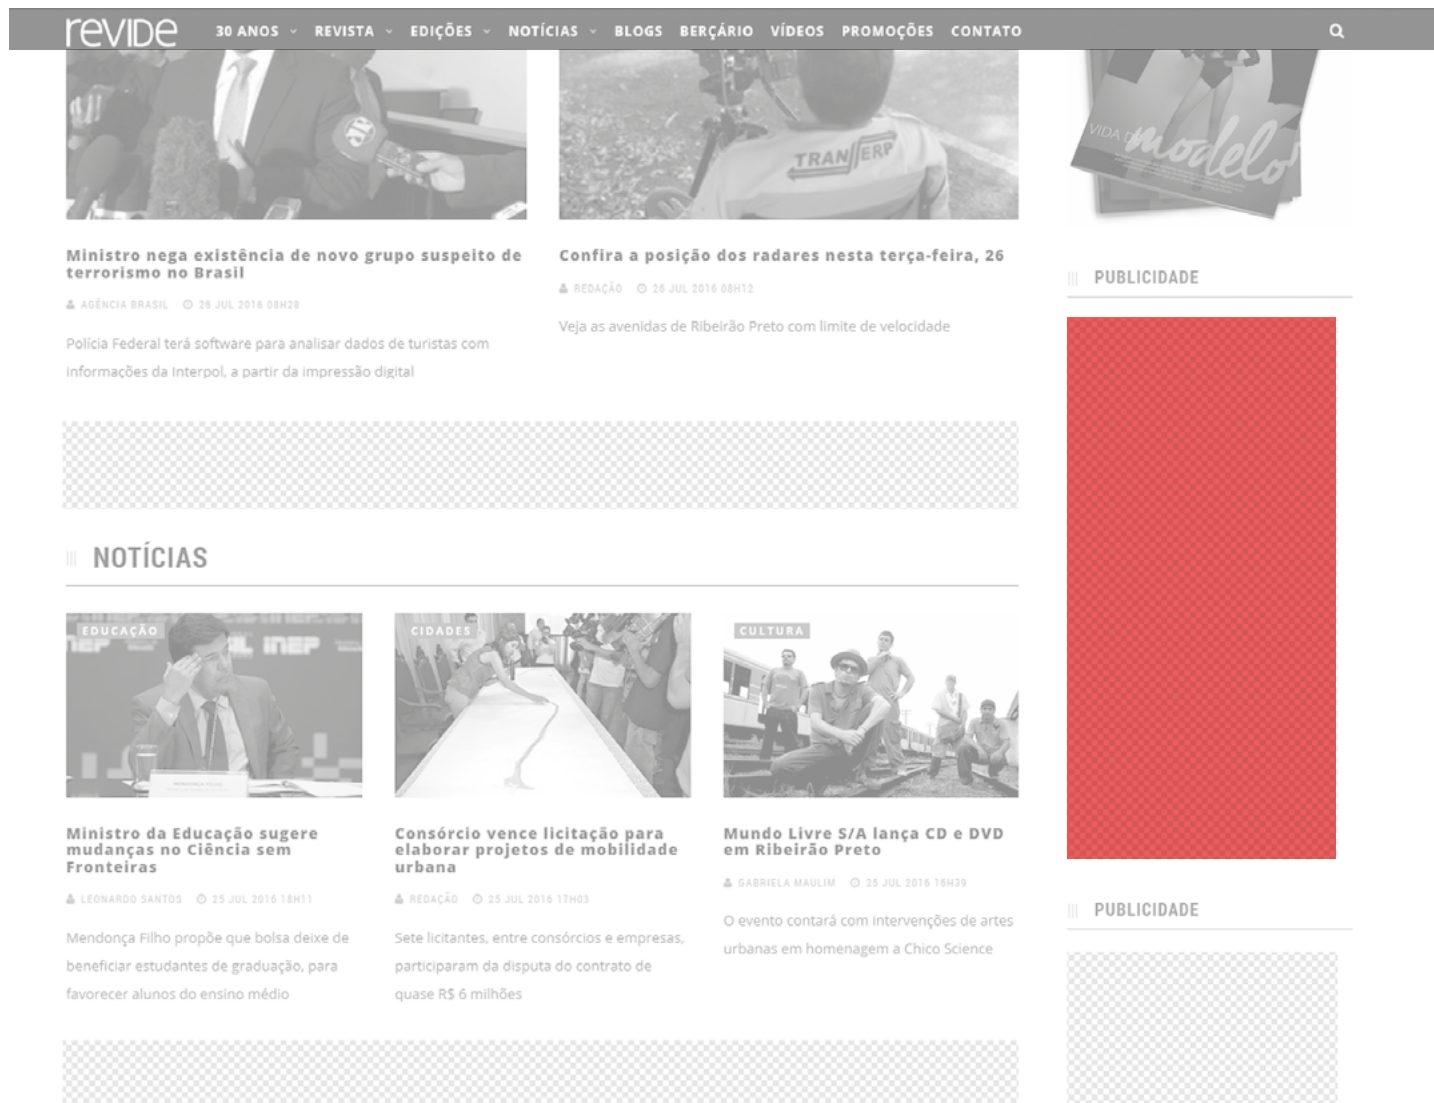 revide
30 ANOS REVISTA EDIÇÕES NOTÍCIAS BLOGS BERÇÁRIO VÍDEOS PROMOÇÕES CONTATO
TRANSERP
VIDA DE
modelo!
Ministro nega existência de novo grupo suspeito de
terrorismo no Brasil
AGÊNCIA BRASIL 26 JUL 2016 08H28
Polícia Federal terá software para analisar dados de turistas com
informações da Interpol, a partir da impressão digital
Confira a posição dos radares nesta terça-feira, 26
REDAÇÃO 26 JUL 2016 08H12
Veja as avenidas de Ribeirão Preto com limite de velocidade
PUBLICIDADE
NOTÍCIAS
EDUCAÇÃO
INEP
MENDONÇA FILHO
Ministro da Educação sugere
mudanças no Ciência sem
Fronteiras
LEONARDO SANTOS 25 JUL 2016 18H11
Mendonça Filho propõe que bolsa deixe de
beneficiar estudantes de graduação, para
favorecer alunos do ensino médio
CIDADES
Consórcio vence licitação para
elaborar projetos de mobilidade
urbana
REDAÇÃO 25 JUL 2016 17H03
Sete licitantes, entre consórcios e empresas,
participaram da disputa do contrato de
quase R$ 6 milhões
CULTURA
Mundo Livre S/A lança CD e DVD
em Ribeirão Preto
GABRIELA MAULIM 25 JUL 2016 16H39
O evento contará com intervenções de artes
urbanas em homenagem a Chico Science
PUBLICIDADE